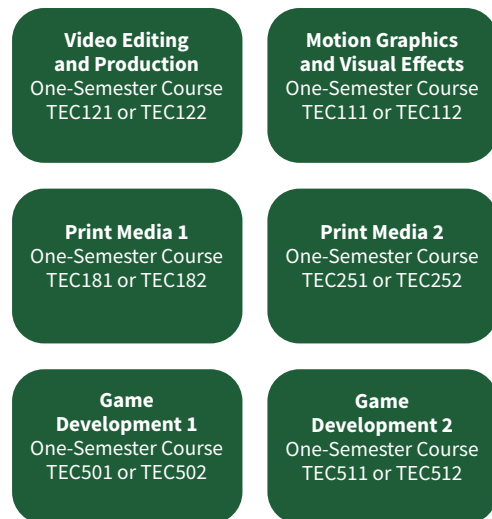 Video Editing
and Production
One-Semester Course
TEC121 or TEC122
Motion Graphics
and Visual Effects
One-Semester Course
TEC111 or TEC112
Print Media 1
One-Semester Course
TEC181 or TEC182
Print Media 2
One-Semester Course
TEC251 or TEC252
Game
Development 1
One-Semester Course
TEC501 or TEC502
Game
Development 2
One-Semester Course
TEC511 or TEC512